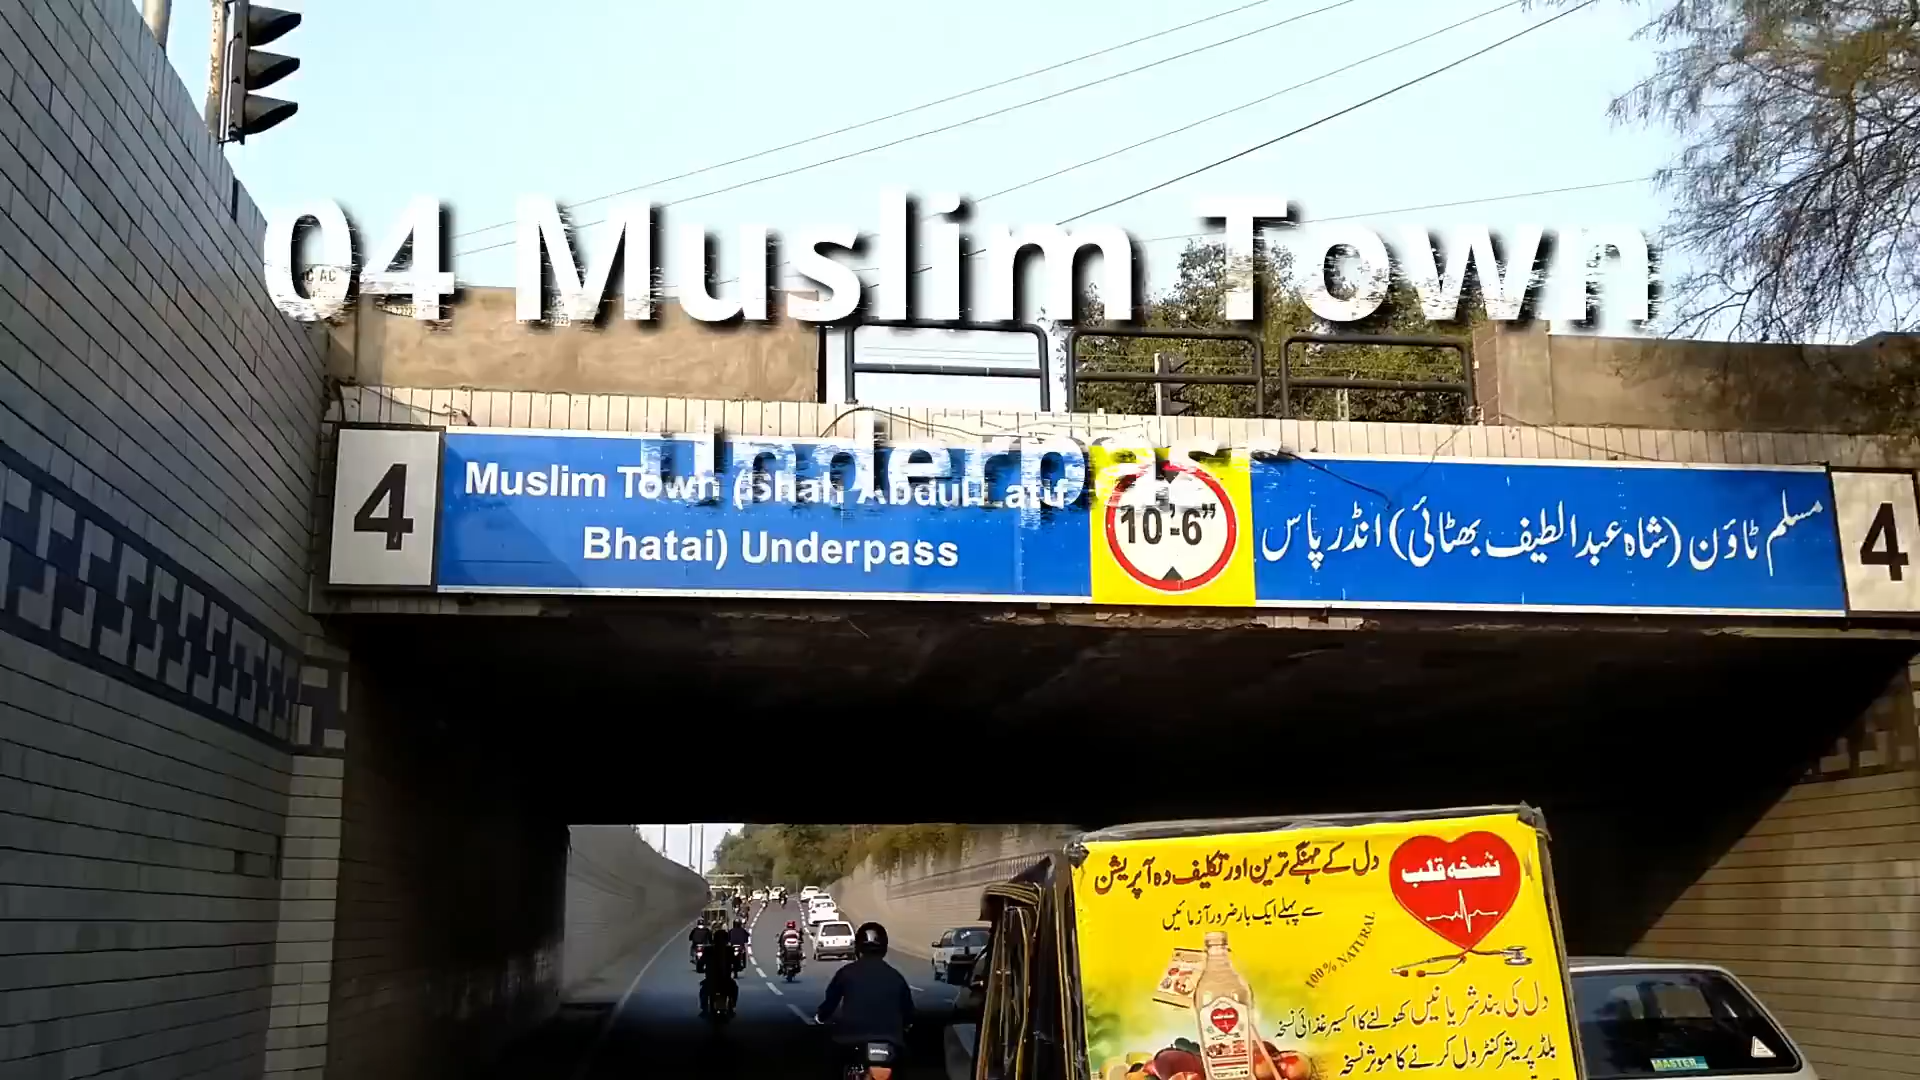 04 Muslim Town
Underpass
4
Muslim Town (Shah Abdul Latif
Bhatai) Underpass
10'-6"
مسلم ٹاؤن (شاہ عبدالطیف بھٹائی) انڈرپاس
4
دل کے مہنگے ترین اور تکلیف دہ آپریشن
سے پہلے ایک بار ضرور آزمائیں
نسخہ قلب
100% NATURAL
دل کی بند شریانیں کھولنے کا اکسیر غذائی نسخہ
بلڈ پریشر کنٹرول کرنے کا موثر نسخہ
MASTER